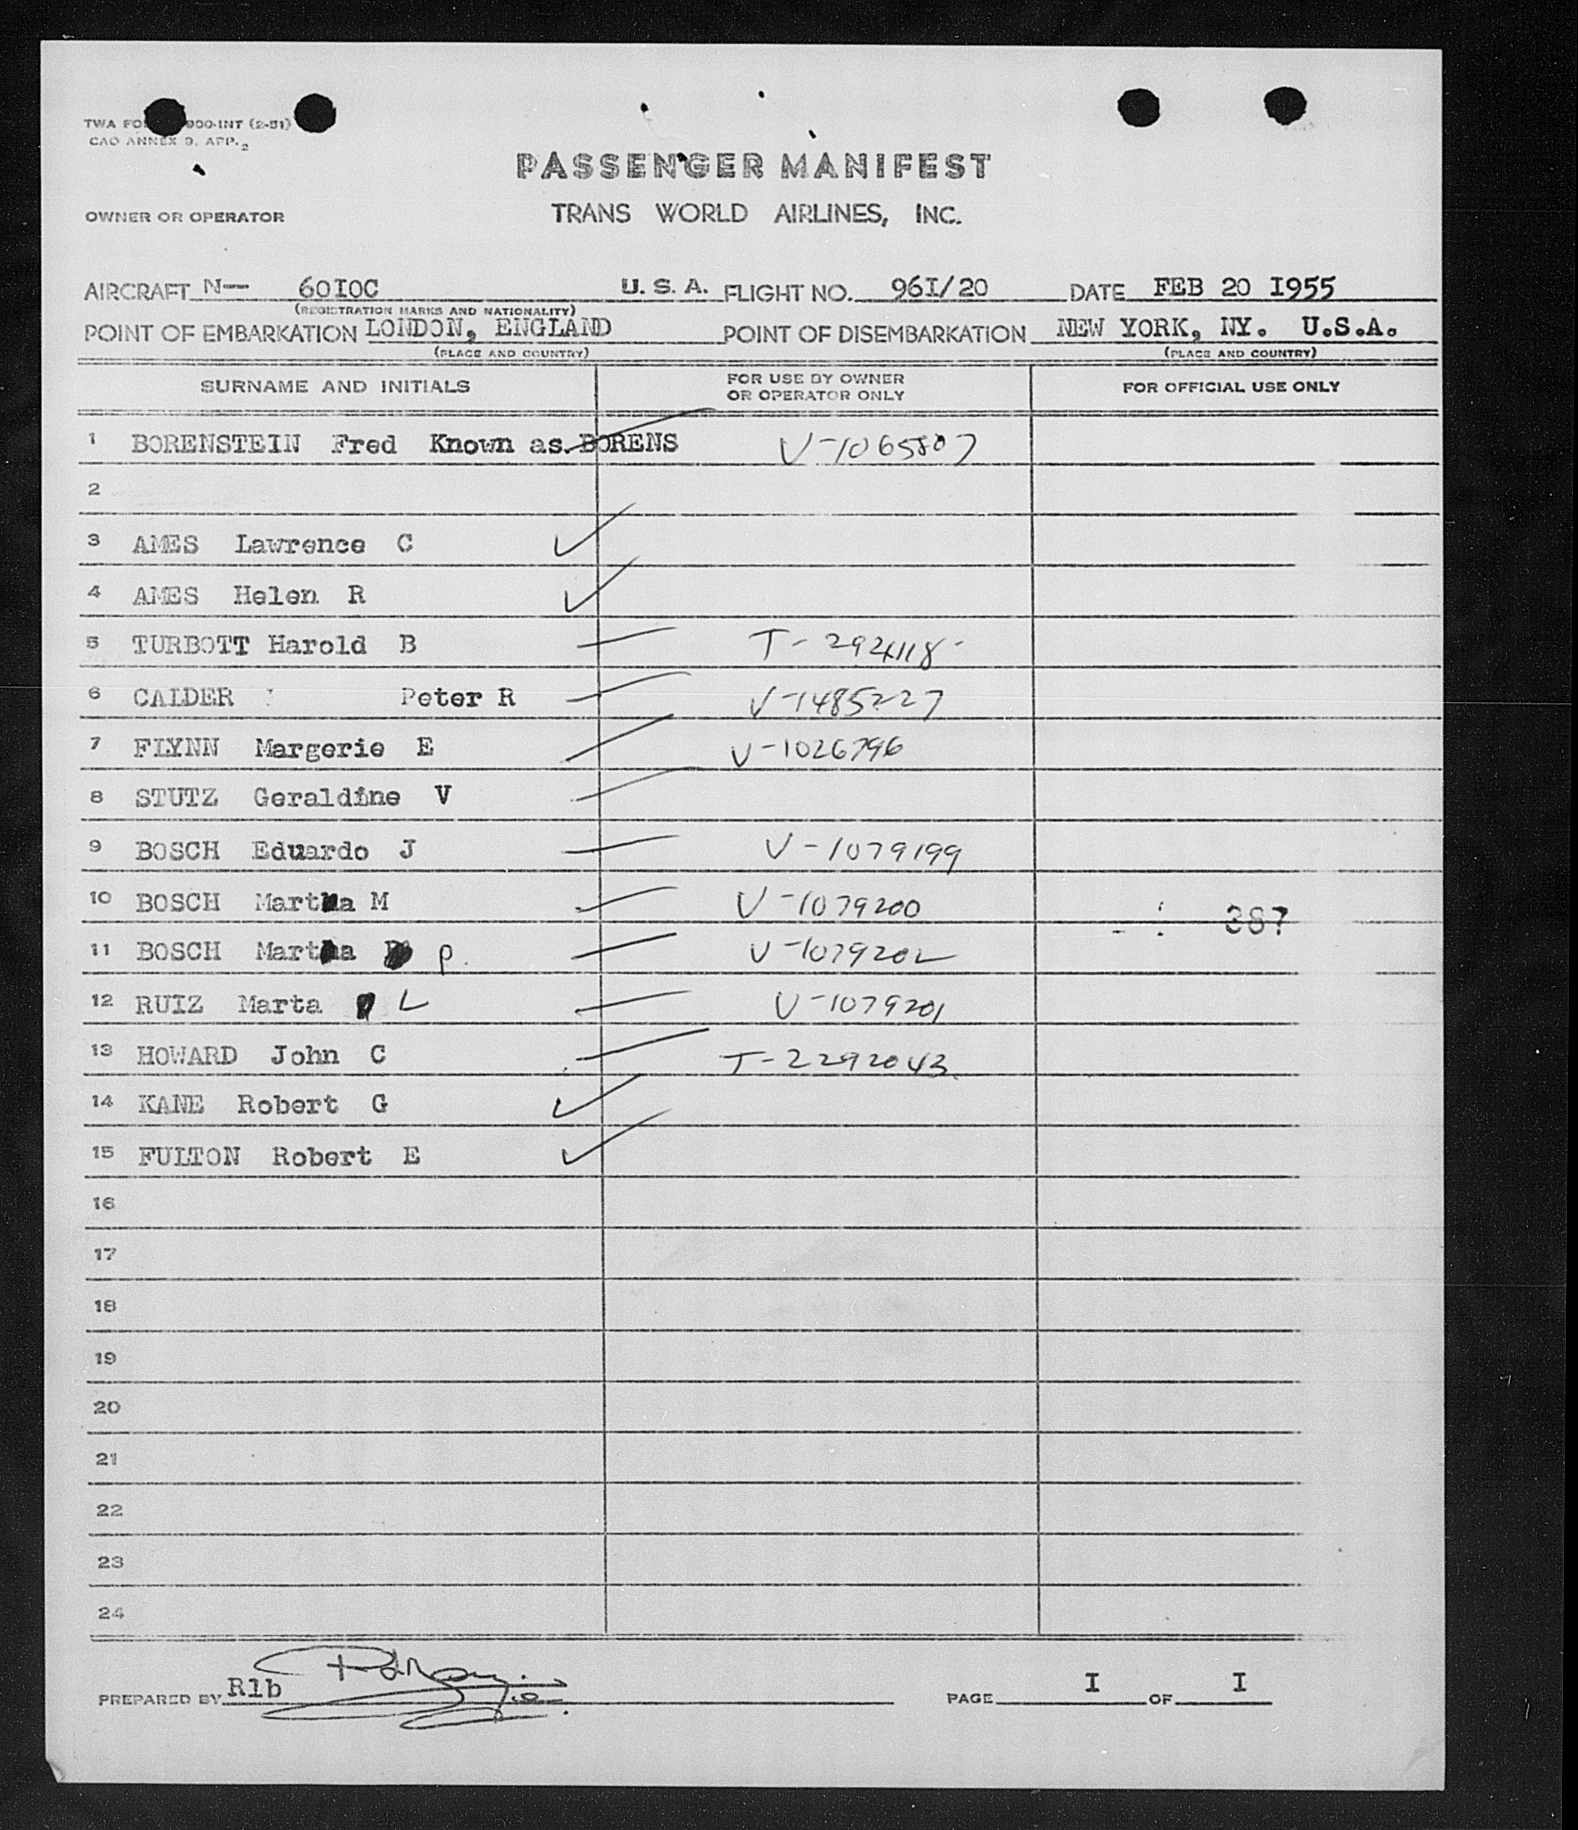 TWA FO 900-INT (2-51)
CAO ANNEX 9, APP. 2
PASSENGER MANIFEST
OWNER OR OPERATOR TRANS WORLD AIRLINES, INC.
AIRCRAFT N— 60I0C U. S. A. FLIGHT NO. 96I/20 DATE FEB 20 I955
(REGISTRATION MARKS AND NATIONALITY)
POINT OF EMBARKATION LONDON, ENGLAND POINT OF DISEMBARKATION NEW YORK, NY. U.S.A.
(PLACE AND COUNTRY) (PLACE AND COUNTRY)
SURNAME AND INITIALS FOR USE BY OWNER OR OPERATOR ONLY FOR OFFICIAL USE ONLY
1 BORENSTEIN Fred Known as BORENS V-1065807
2
3 AMES Lawrence C
4 AMES Helen R
5 TURBOTT Harold B T-294118
6 CALDER Peter R V-1485227
7 FLYNN Margerie E V-1026796
8 STUTZ Geraldine V
9 BOSCH Eduardo J V-1079199
10 BOSCH Martha M V-1079200
387
11 BOSCH Martha p. V-1079202
12 RUIZ Marta L V-1079201
13 HOWARD John C T-2292043
14 KANE Robert G
15 FULTON Robert E
16
17
18
19
20
21
22
23
24
PREPARED BY Rlb PAGE I OF I